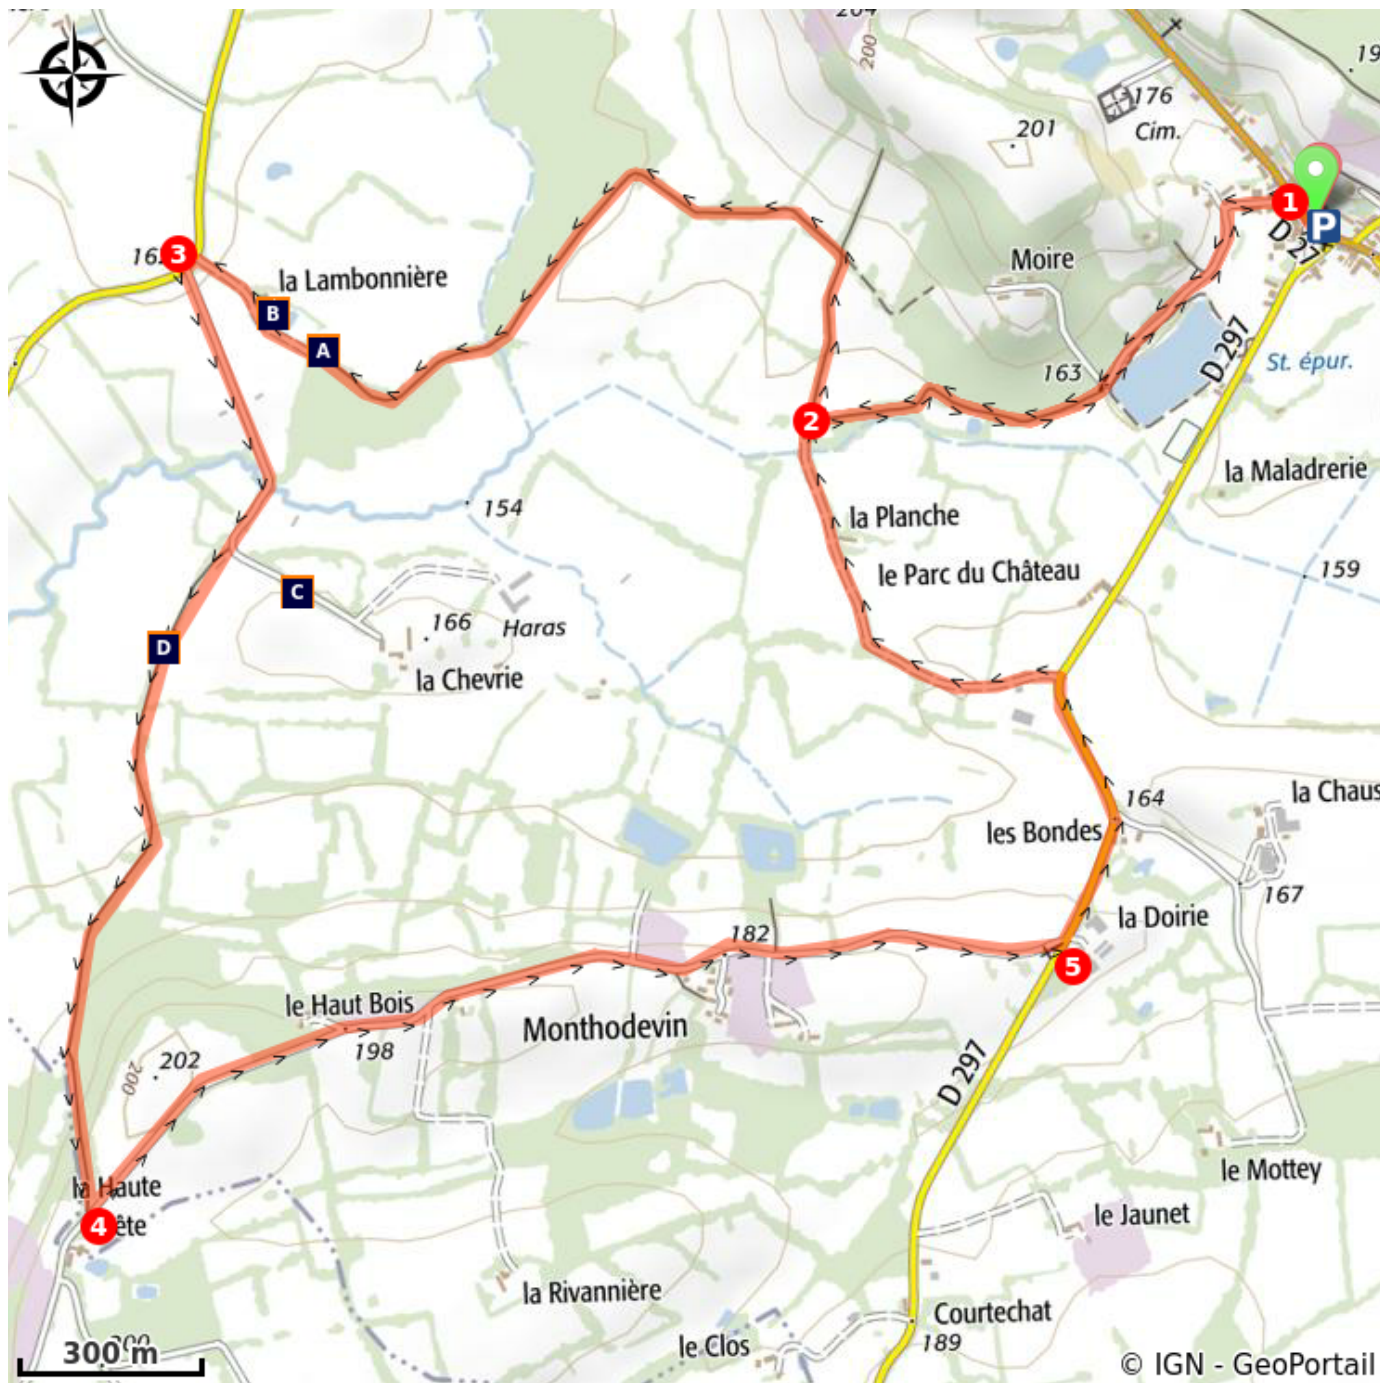 200
176
Cim.
201
1
P
D 27
Moire
3
la Lambonnière
B
A
163
D 297
St. épur.
2
la Maladrerie
154
la Planche
le Parc du Château
159
C
166
Haras
D
la Chevrie
164
la Chaus
les Bondes
167
la Doirie
182
5
le Haut Bois
Monthodevin
198
202
200
D 297
la Haute
4 ête
le Mottey
le Jaunet
la Rivannière
Courtechat
le Clos
189
300 m
© IGN - GeoPortail